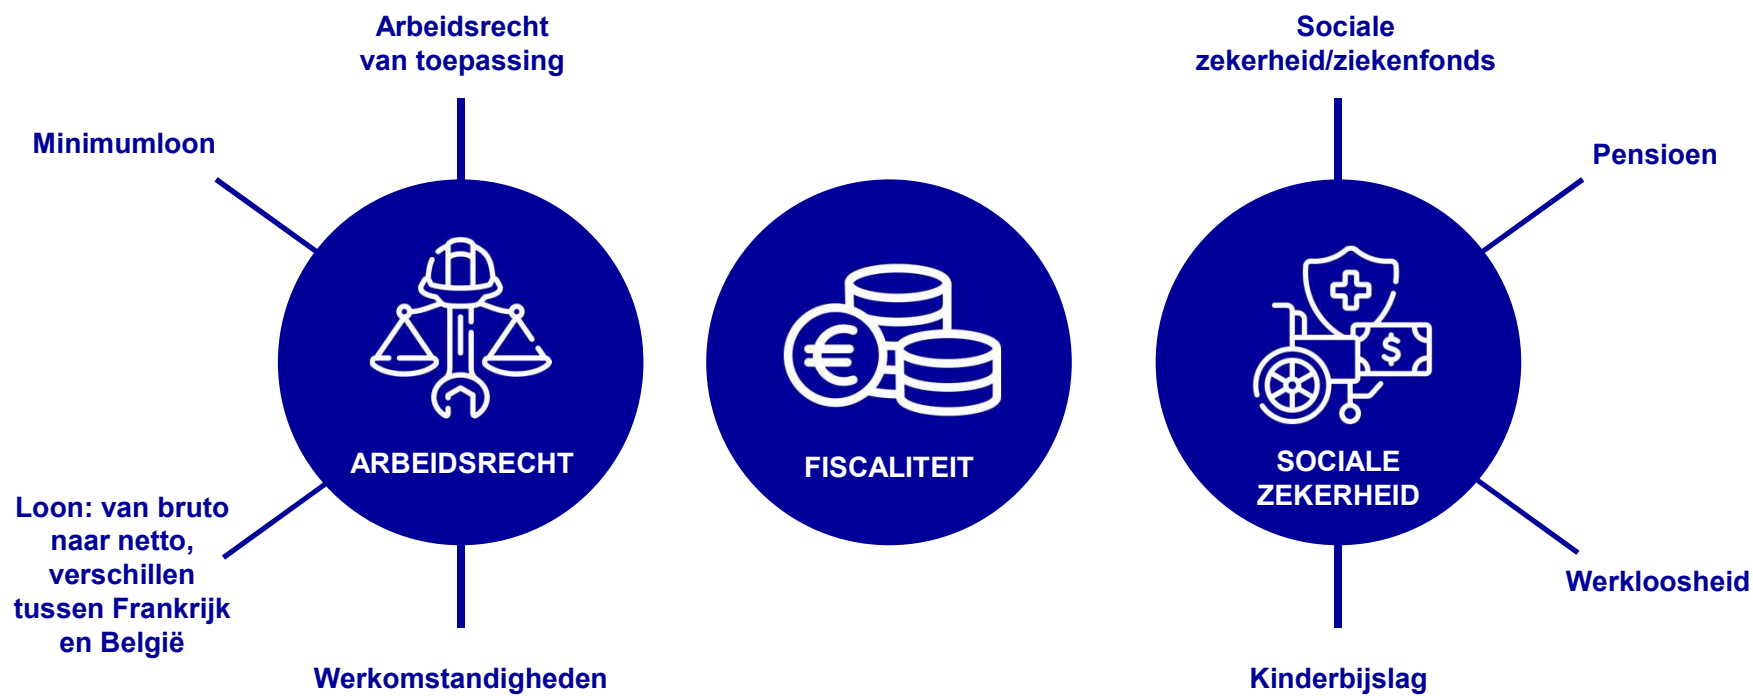 Arbeidsrecht
van toepassing
Minimumloon
ARBEIDSRECHT
Loon: van bruto
naar netto,
verschillen
tussen Frankrijk
en België
Werkomstandigheden
€
FISCALITEIT
Sociale
zekerheid/ziekenfonds
Pensioen
$
SOCIALE
ZEKERHEID
Werkloosheid
Kinderbijslag